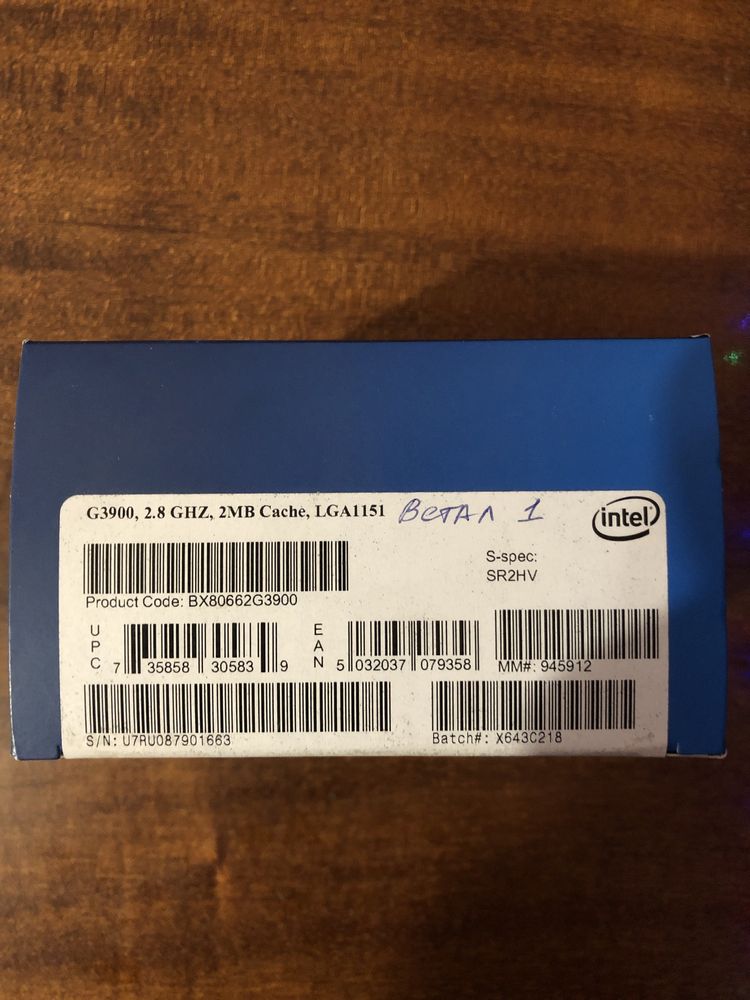 G3900, 2.8 GHZ, 2MB Cache, LGA1151 Ветал 1
intel
S-spec:
SR2HV
Product Code: BX80662G3900
UPC 7 35858 30583 9
EAN 5 032037 079358
MM#: 945912
S/N: U7RU087901663
Batch#: X643C218